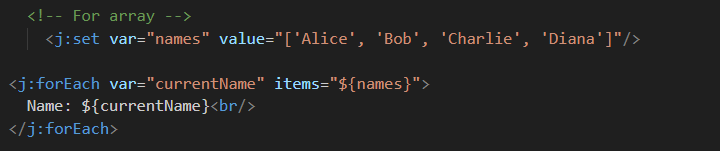 <!-- For array -->
<j:set var="names" value="['Alice', 'Bob', 'Charlie', 'Diana']"/>
<j:forEach var="currentName" items="${names}">
Name: ${currentName}<br/>
</j:forEach>